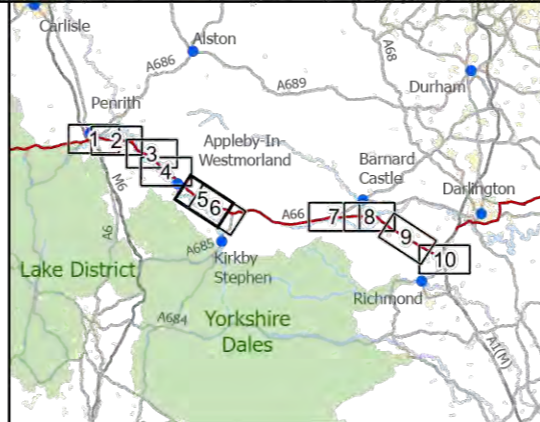 Carlisle
Alston
A68
A686
A689
Durham
Penrith
1
2
3
4
Appleby-In-
Westmorland
Barnard
Castle
Darlington
M6
5
6
A66
7
8
9
10
A6
A685
Kirkby
Stephen
Lake District
Richmond
A684
Yorkshire
Dales
A1(M)